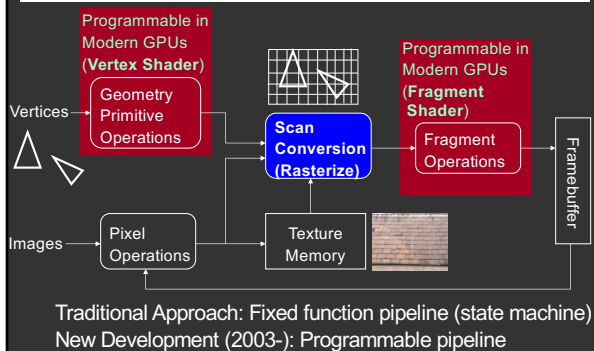 Programmable in
Modern GPUs
(Vertex Shader)
Programmable in
Modern GPUs
(Fragment
Shader)
Vertices
Geometry
Primitive
Operations
Scan
Conversion
(Rasterize)
Fragment
Operations
Framebuffer
Images
Pixel
Operations
Texture
Memory
Traditional Approach: Fixed function pipeline (state machine)
New Development (2003-): Programmable pipeline